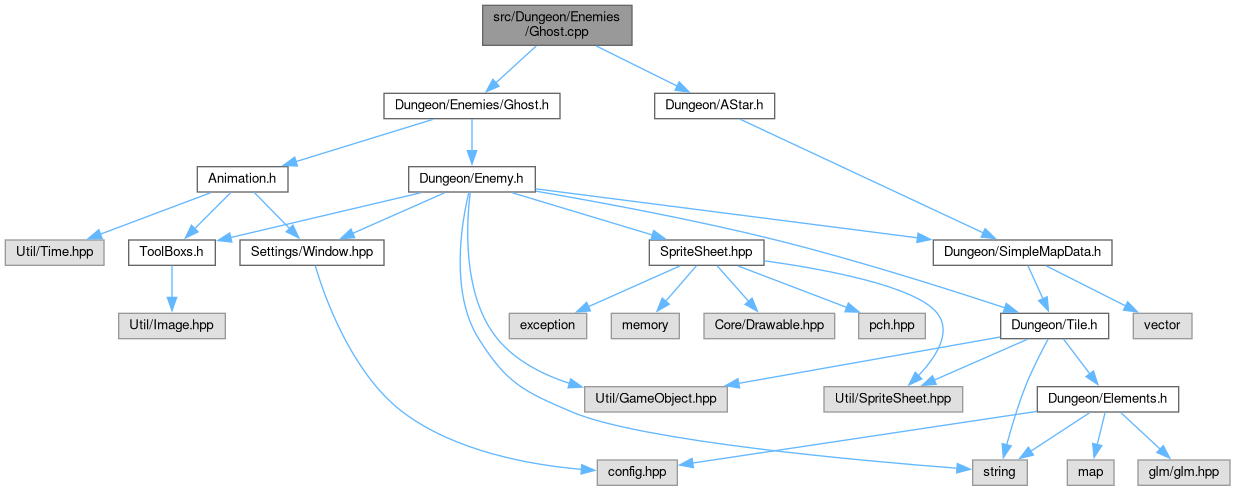 src/Dungeon/Enemies
/Ghost.cpp
Dungeon/Enemies/Ghost.h
Dungeon/AStar.h
Animation.h
Dungeon/Enemy.h
Util/Time.hpp
ToolBoxs.h
Settings/Window.hpp
SpriteSheet.hpp
Dungeon/SimpleMapData.h
Util/Image.hpp
exception
memory
Core/Drawable.hpp
pch.hpp
Dungeon/Tile.h
vector
Util/GameObject.hpp
Util/SpriteSheet.hpp
Dungeon/Elements.h
config.hpp
string
map
glm/glm.hpp